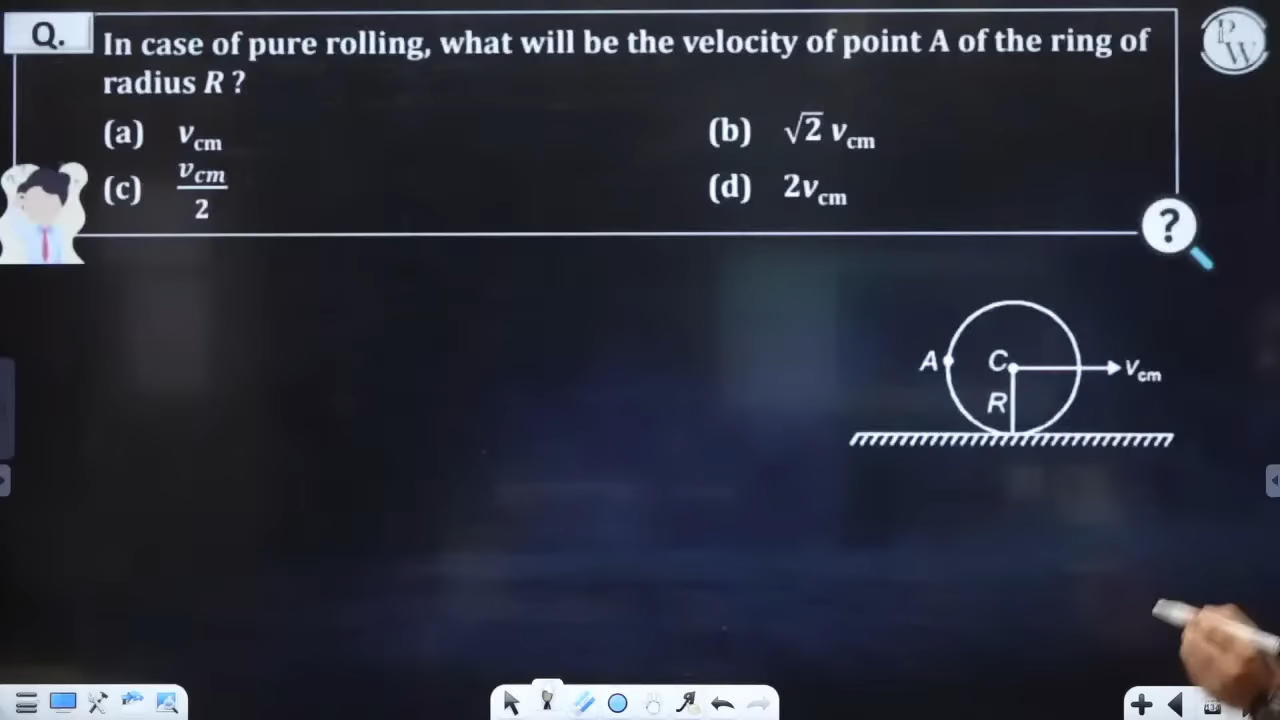 Q.
In case of pure rolling, what will be the velocity of point A of the ring of
radius R ?
(a) v_cm
(b) √2 v_cm
(c) v_cm/2
(d) 2v_cm
PW
?
A
C
V_cm
R